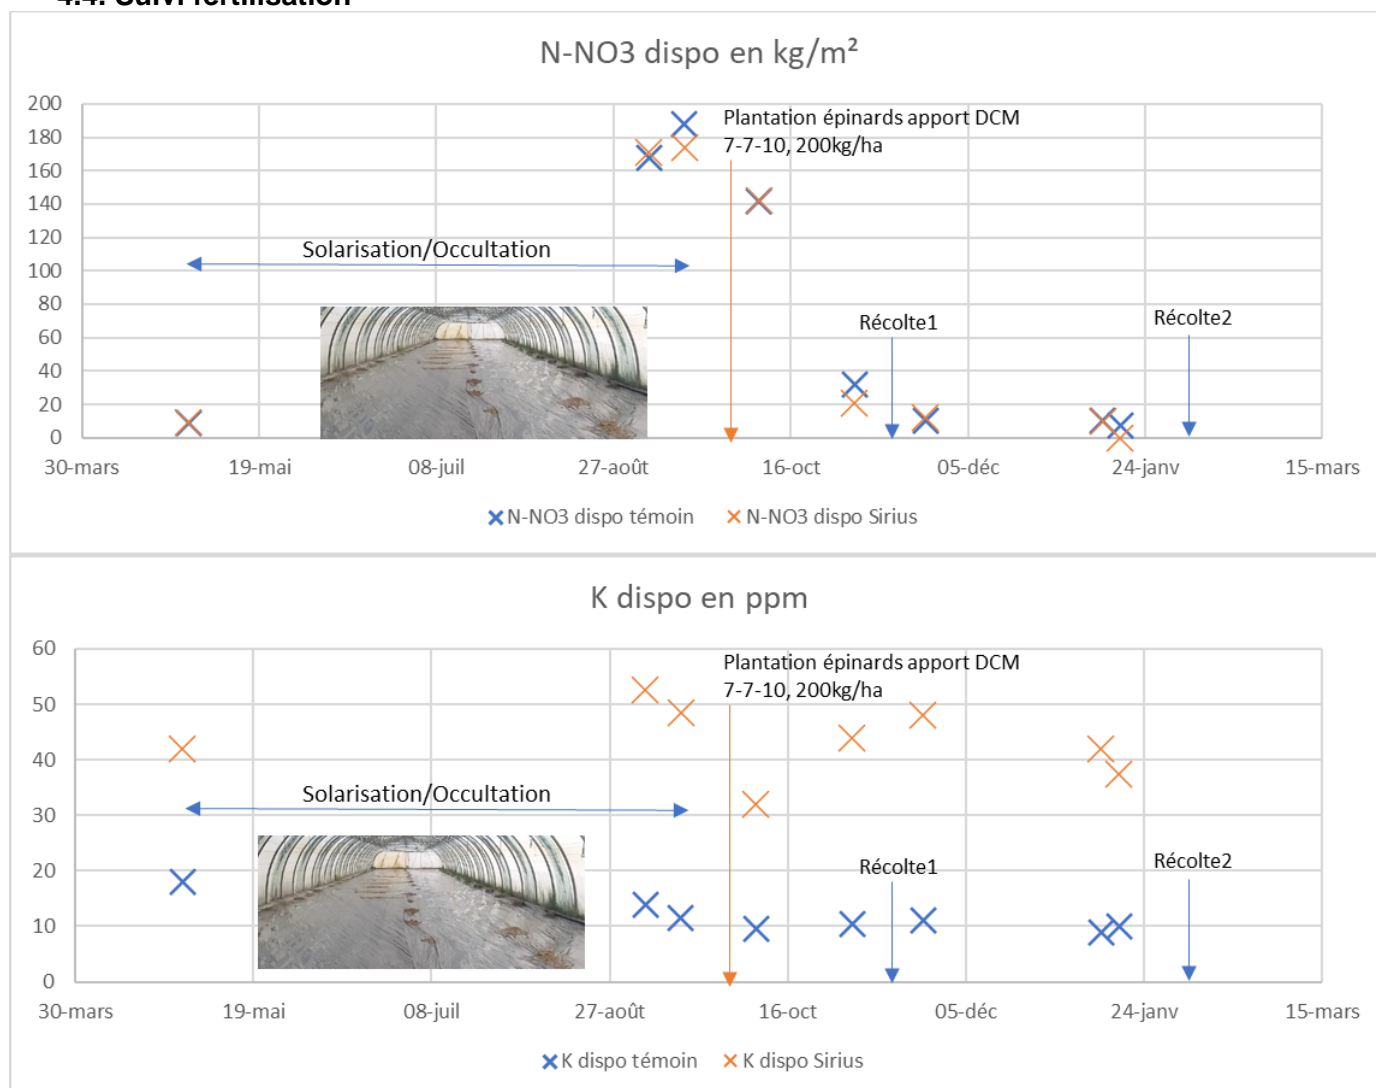 4.4. Suivi fertilisation
N-NO3 dispo en kg/m²
200
180
160
140
120
100
80
60
40
20
0
Plantation épinards apport DCM
7-7-10, 200kg/ha
Solarisation/Occultation
Récolte1
Récolte2
30-mars 19-mai 08-juil 27-août 16-oct 05-déc 24-janv 15-mars
N-NO3 dispo témoin N-NO3 dispo Sirius
K dispo en ppm
60
50
40
30
20
10
0
Plantation épinards apport DCM
7-7-10, 200kg/ha
Solarisation/Occultation
Récolte1
Récolte2
30-mars 19-mai 08-juil 27-août 16-oct 05-déc 24-janv 15-mars
K dispo témoin K dispo Sirius